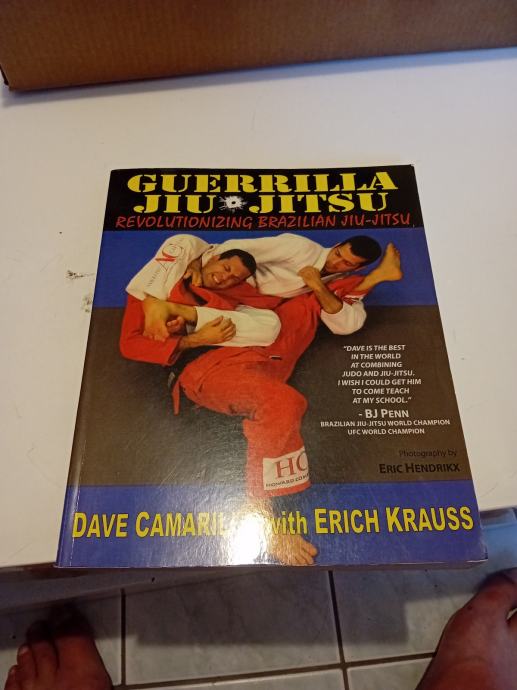 GUERRILLA
JIU JITSU
REVOLUTIONIZING BRAZILIAN JIU-JITSU
"DAVE IS THE BEST
IN THE WORLD
AT COMBINING
JUDO AND JIU-JITSU.
I WISH I COULD GET HIM
TO COME TEACH
AT MY SCHOOL."
- BJ PENN
BRAZILIAN JIU-JITSU WORLD CHAMPION
UFC WORLD CHAMPION
Photography by
ERIC HENDRIKX
HC
DAVE with ERICH KRAUSS